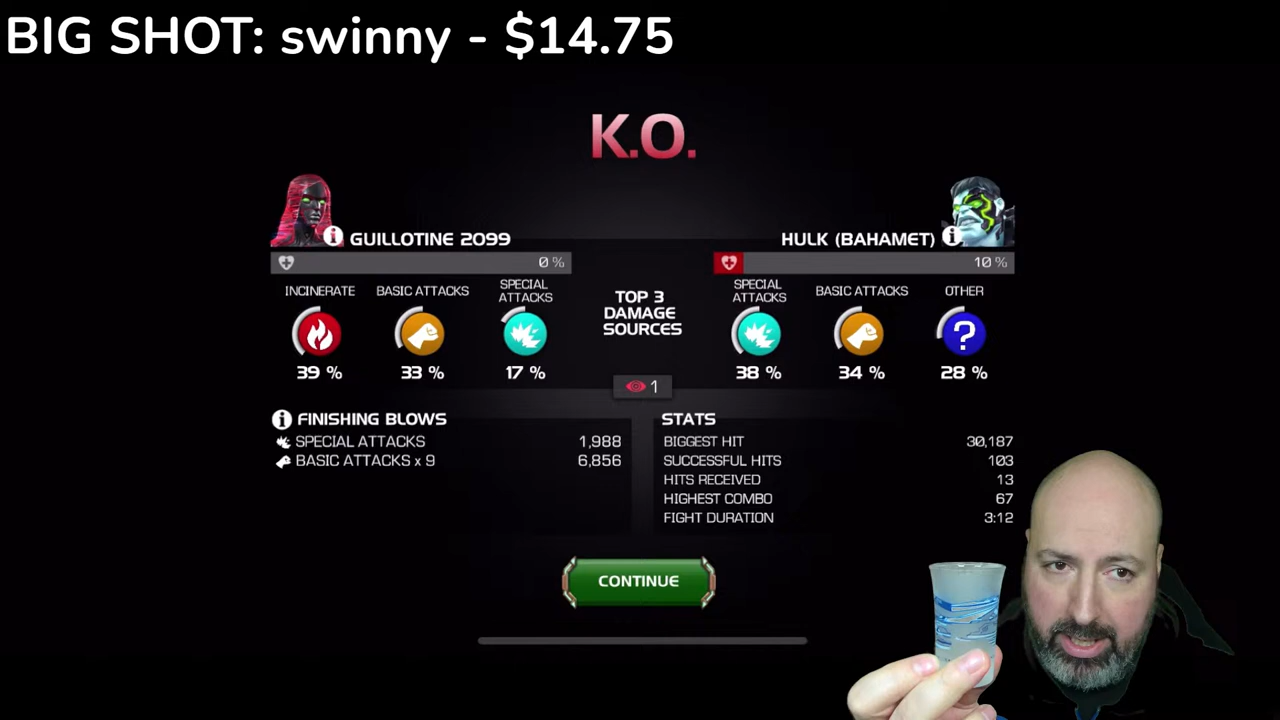 BIG SHOT: swinny - $14.75
K.O.
GUILLOTINE 2099
HULK (BAHAMET)
0 %
10 %
INCINERATE BASIC ATTACKS SPECIAL ATTACKS
39 % 33 % 17 %
TOP 3
DAMAGE
SOURCES
SPECIAL ATTACKS BASIC ATTACKS OTHER
?
38 % 34 % 28 %
1
FINISHING BLOWS
SPECIAL ATTACKS 1,988
BASIC ATTACKS x 9 6,856
STATS
BIGGEST HIT 30,187
SUCCESSFUL HITS 103
HITS RECEIVED 13
HIGHEST COMBO 67
FIGHT DURATION 3:12
CONTINUE